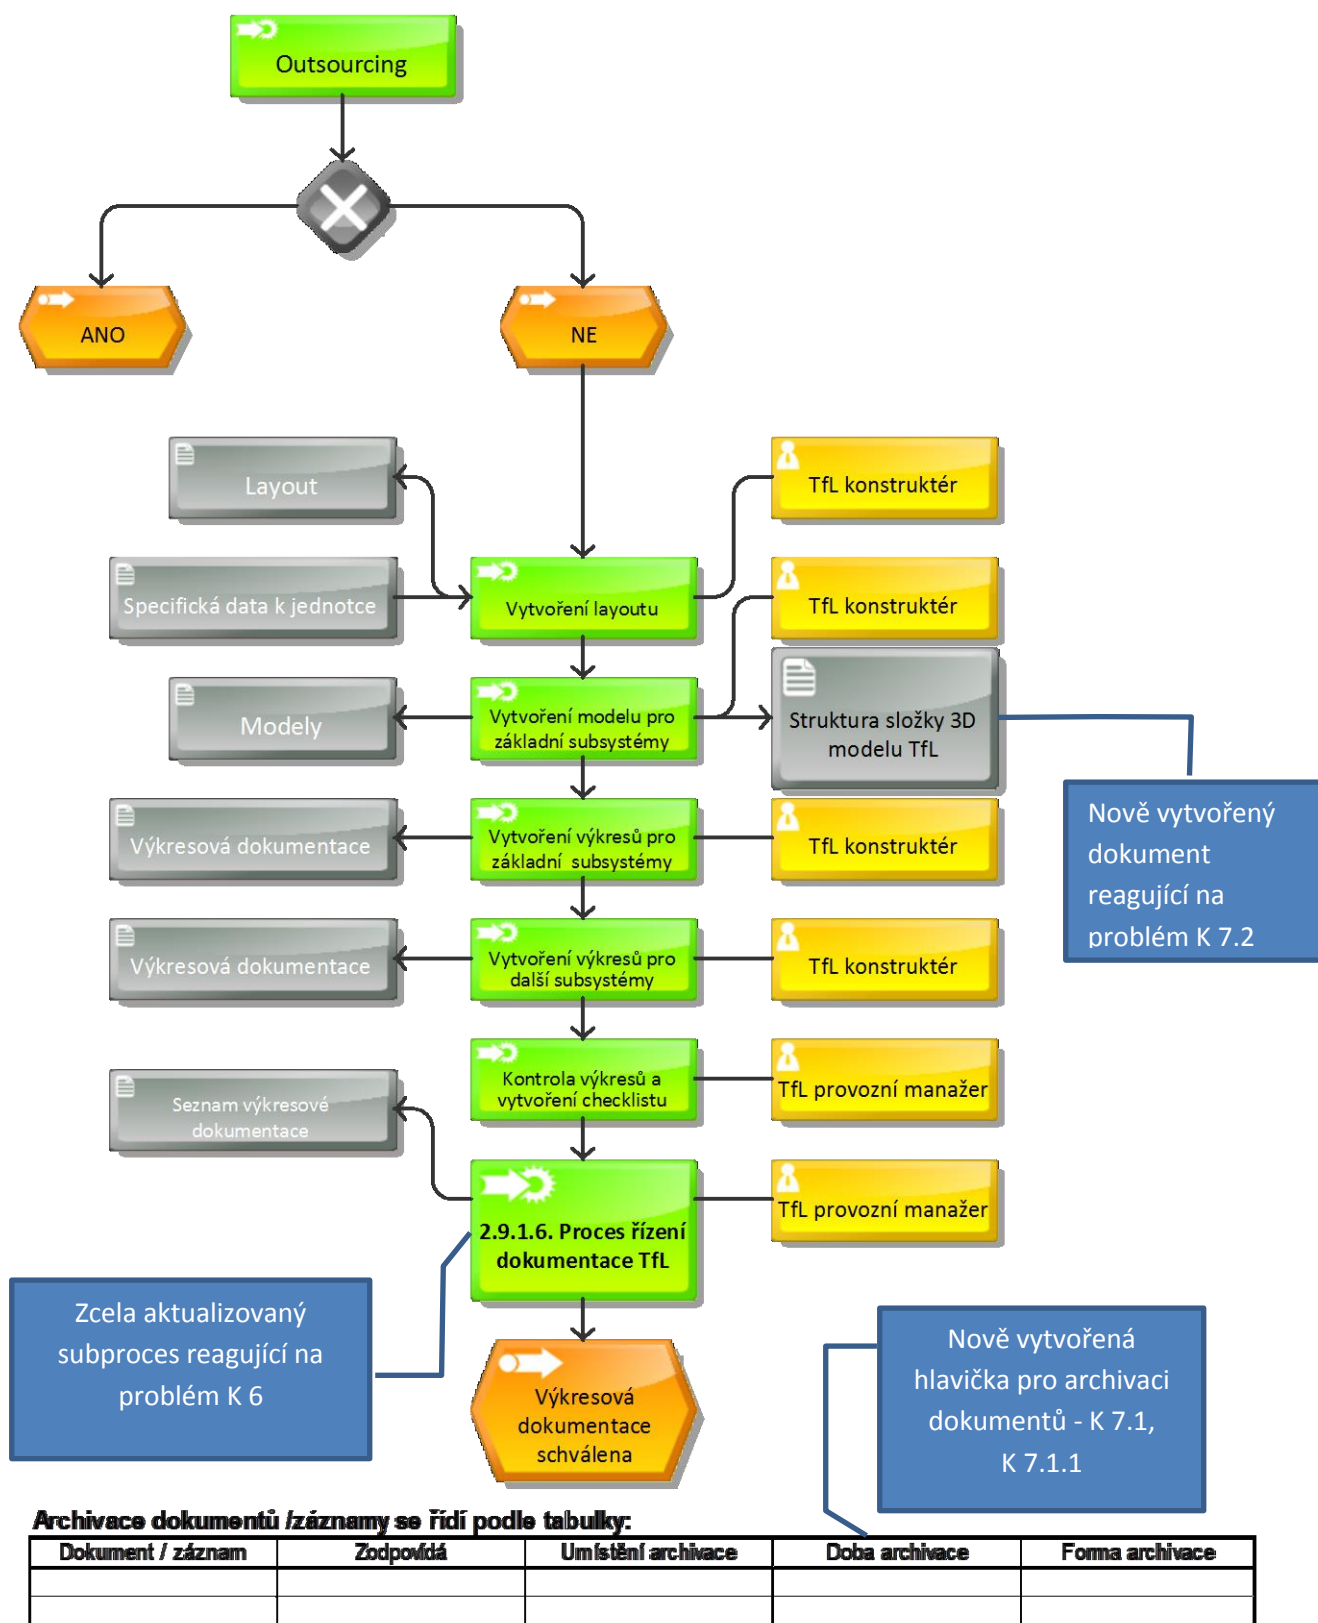 Outsourcing
ANO
NE
Layout
TfL konstruktér
Specifická data k jednotce
Vytvoření layoutu
TfL konstruktér
Modely
Vytvoření modelu pro
základní subsystémy
Struktura složky 3D
modelu TfL
Výkresová dokumentace
Vytvoření výkresů pro
základní subsystémy
TfL konstruktér
Nově vytvořený
dokument
reagující na
problém K 7.2
Výkresová dokumentace
Vytvoření výkresů pro
další subsystémy
TfL konstruktér
Kontrola výkresů a
vytvoření checklistu
TfL provozní manažer
Seznam výkresové
dokumentace
2.9.1.6. Proces řízení
dokumentace TfL
TfL provozní manažer
Zcela aktualizovaný
subproces reagující na
problém K 6
Výkresová
dokumentace
schválena
Nově vytvořená
hlavička pro archivaci
dokumentů - K 7.1,
K 7.1.1
Archivace dokumentů /záznamy se řídí podle tabulky:
Dokument / záznam Zodpovídá Umístění archivace Doba archivace Forma archivace